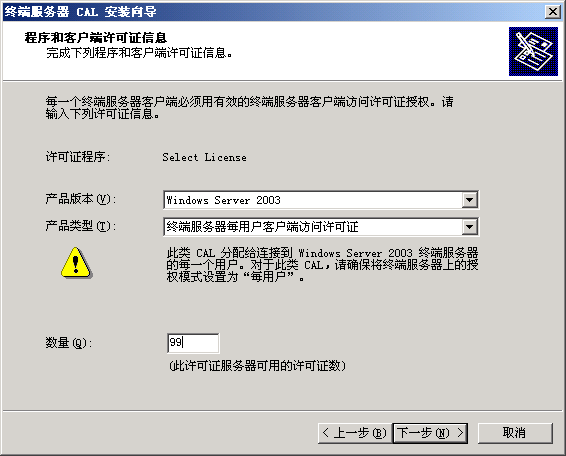 终端服务器 CAL 安装向导
程序和客户端许可证信息
完成下列程序和客户端许可证信息。
每一个终端服务器客户端必须用有效的终端服务器客户端访问许可证授权。请
输入下列许可证信息。
许可证程序: Select License
产品版本(V): Windows Server 2003
产品类型(T): 终端服务器每用户客户端访问许可证
此类 CAL 分配给连接到 Windows Server 2003 终端服务器
的每一个用户。对于此类 CAL,请确保将终端服务器上的授
权模式设置为“每用户”。
数量(Q): 99
(此许可证服务器可用的许可证数)
< 上一步(B) 下一步(N) > 取消